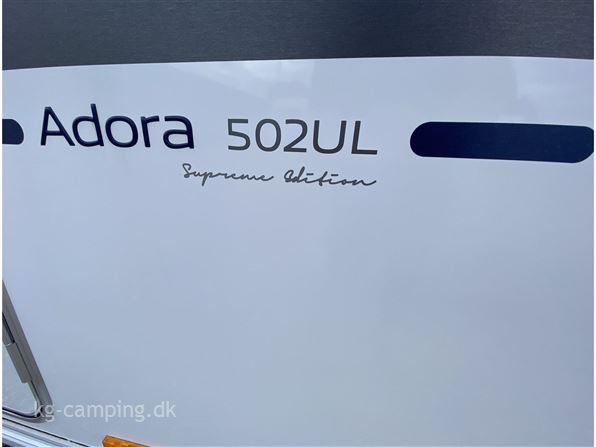 Adora 502UL
Supreme Edition
kg-camping.dk